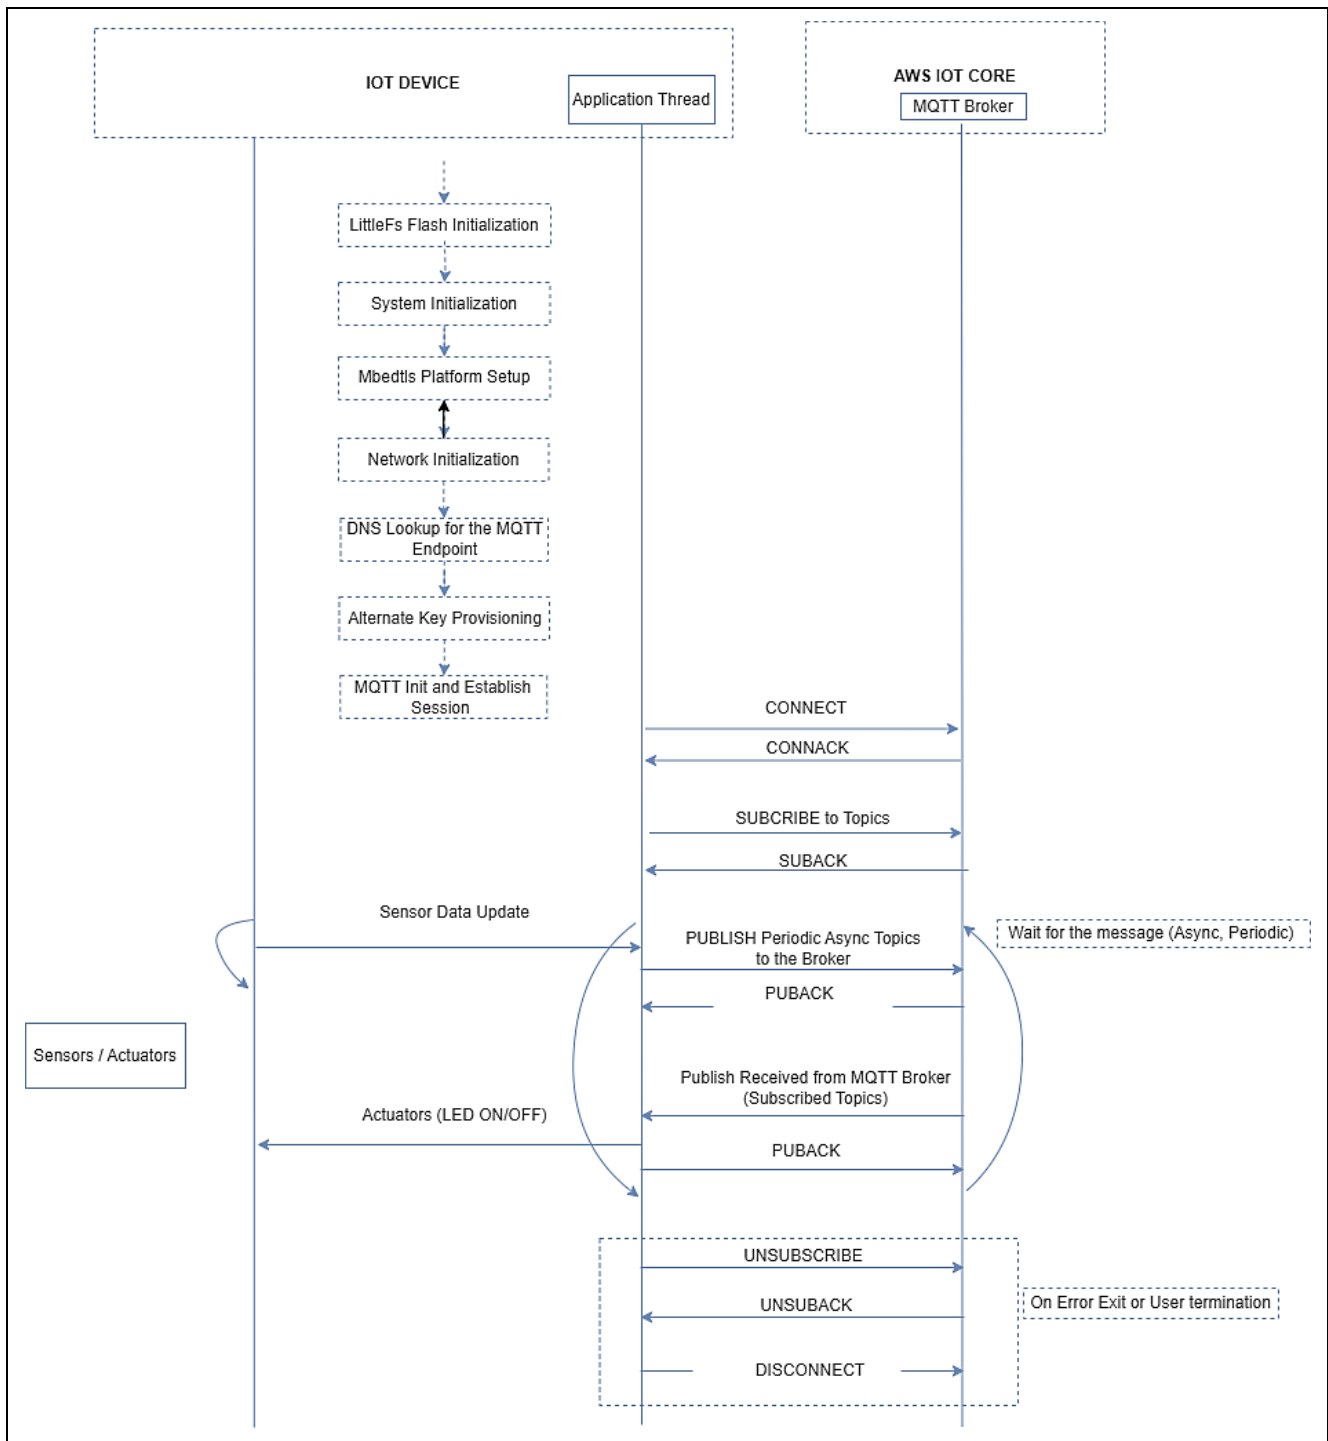 IOT DEVICE
Application Thread
AWS IOT CORE
MQTT Broker
LittleFs Flash Initialization
System Initialization
Mbedtls Platform Setup
Network Initialization
DNS Lookup for the MQTT
Endpoint
Alternate Key Provisioning
MQTT Init and Establish
Session
CONNECT
CONNACK
SUBCRIBE to Topics
SUBACK
Sensor Data Update
PUBLISH Periodic Async Topics
to the Broker
Wait for the message (Async, Periodic)
PUBACK
Sensors / Actuators
Publish Received from MQTT Broker
(Subscribed Topics)
Actuators (LED ON/OFF)
PUBACK
UNSUBSCRIBE
UNSUBACK
On Error Exit or User termination
DISCONNECT